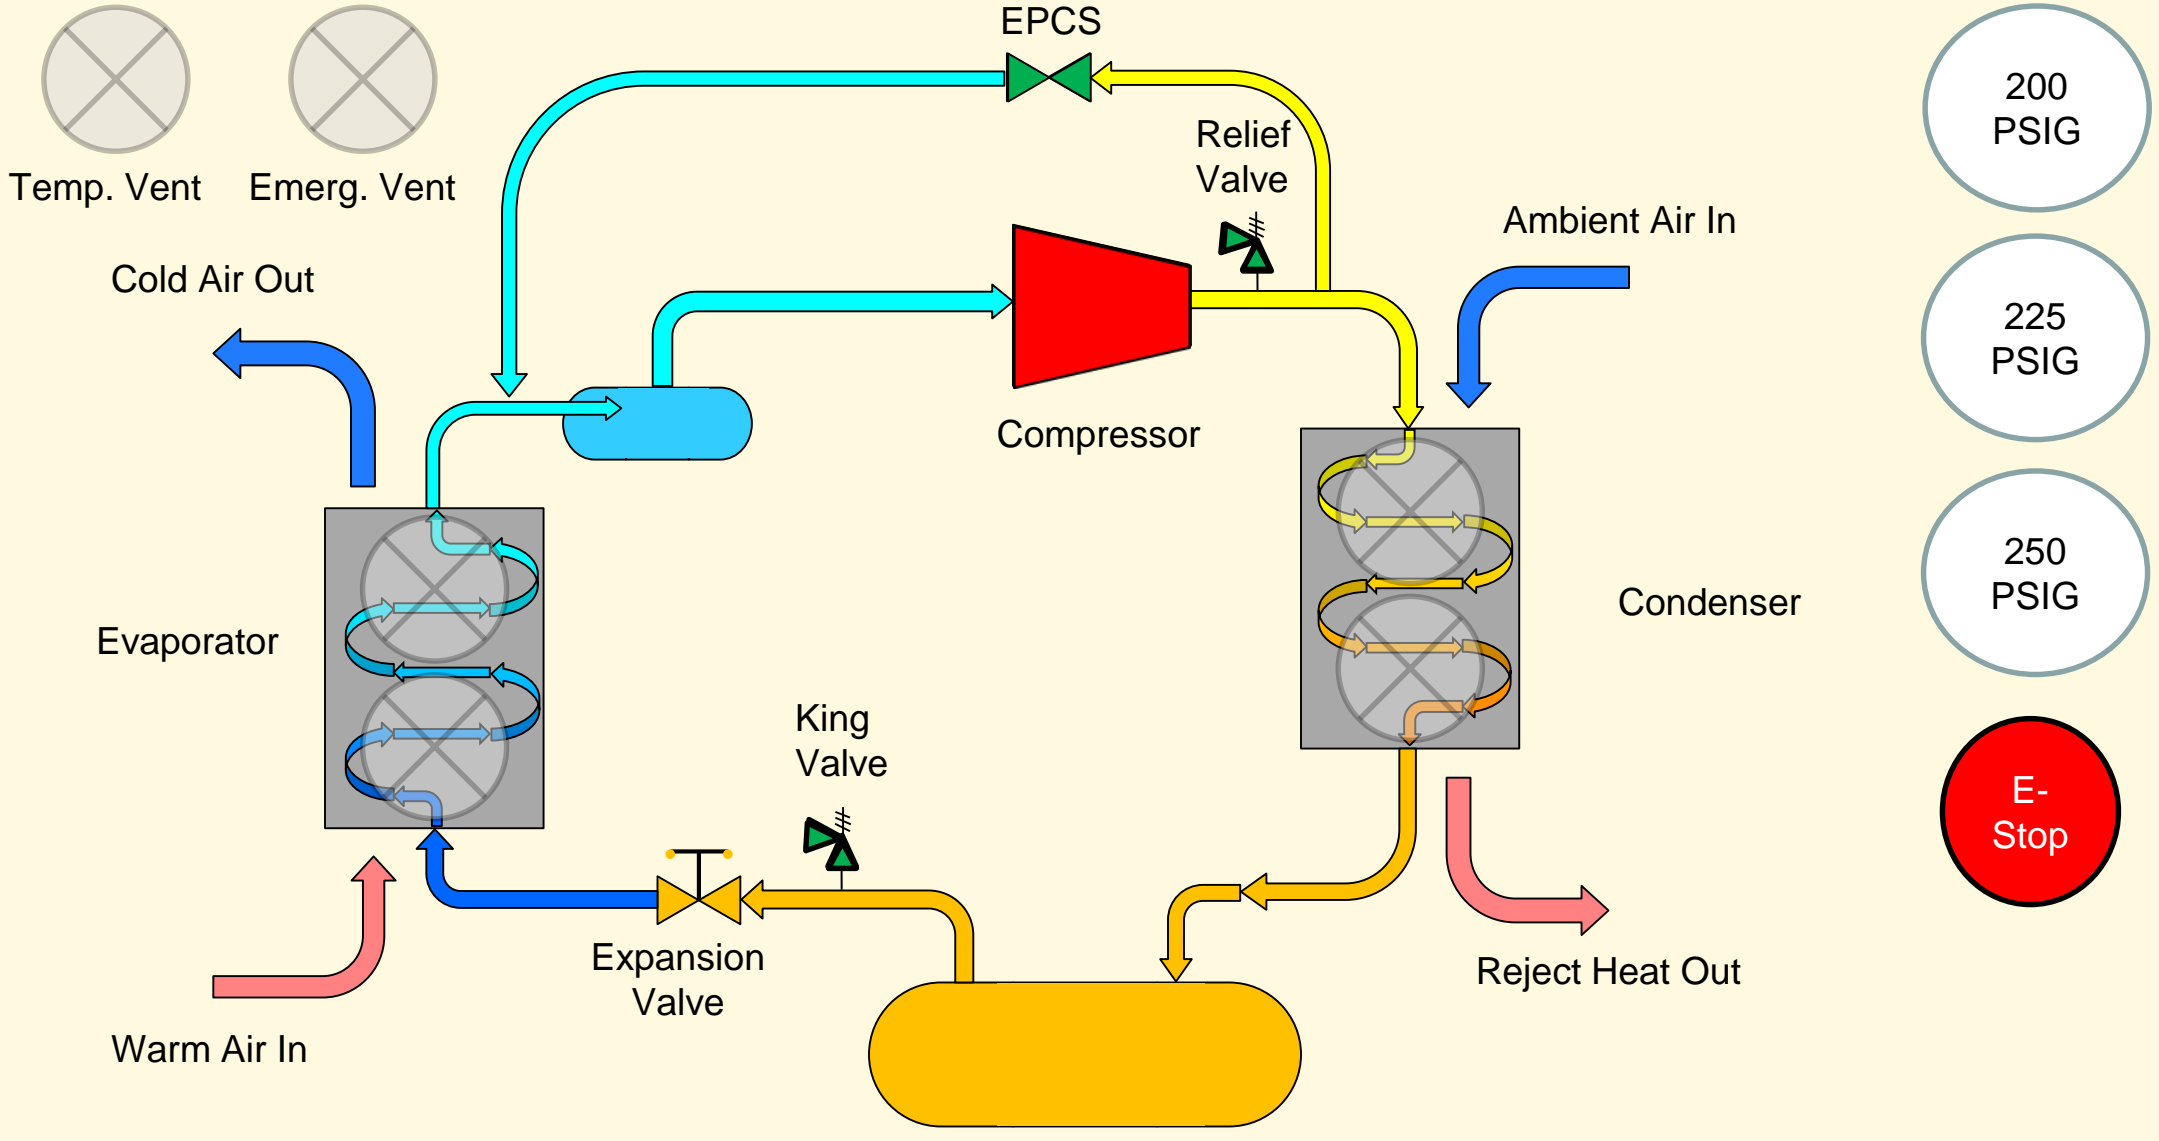 EPCS
200
PSIG
Relief
Valve
Temp. Vent
Emerg. Vent
Ambient Air In
Cold Air Out
225
PSIG
Compressor
250
PSIG
Condenser
Evaporator
King
Valve
E-
Stop
Expansion
Valve
Reject Heat Out
Warm Air In